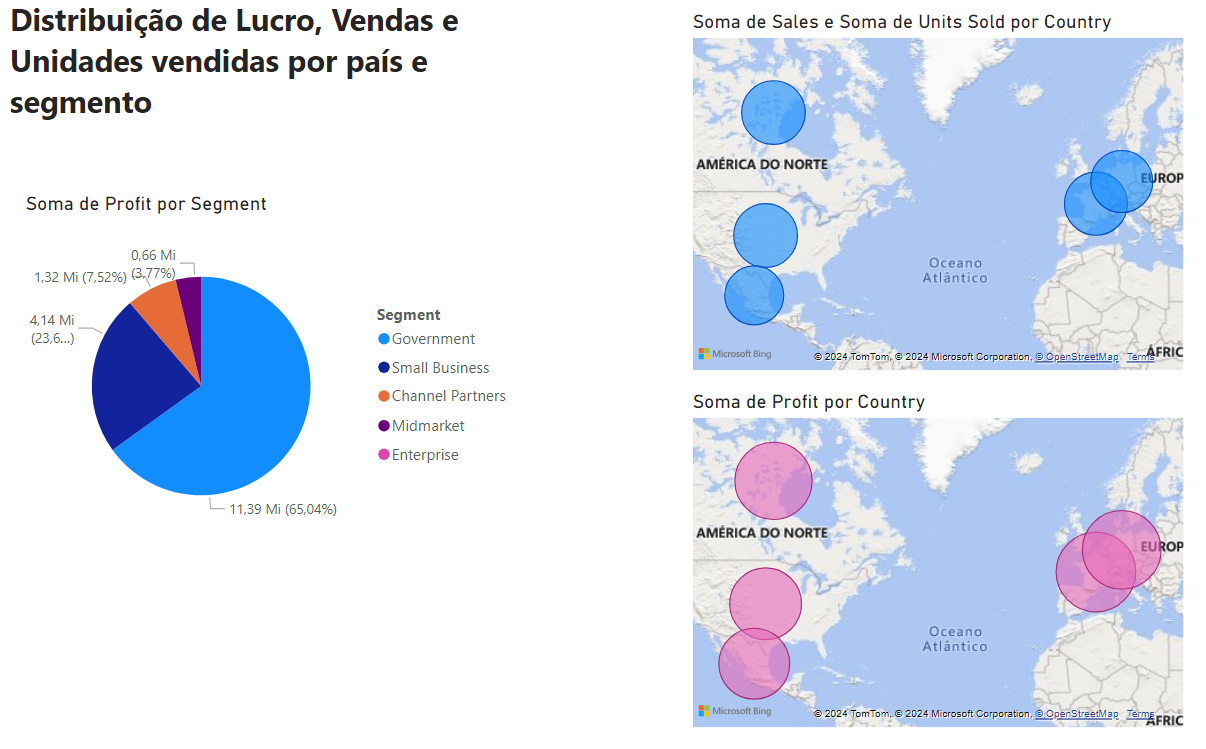 Distribuição de Lucro, Vendas e
Unidades vendidas por país e
segmento
Soma de Profit por Segment
0,66 Mi
(3,77%)
1,32 Mi (7,52%)
4,14 Mi
(23,6...)
11,39 Mi (65,04%)
Segment
Government
Small Business
Channel Partners
Midmarket
Enterprise
Soma de Sales e Soma de Units Sold por Country
AMÉRICA DO NORTE
EUROP
Oceano
Atlântico
ÁFRIC
Microsoft Bing
© 2024 TomTom, © 2024 Microsoft Corporation, © OpenStreetMap Terms
Soma de Profit por Country
AMÉRICA DO NORTE
EUROP
Oceano
Atlântico
ÁFRIC
Microsoft Bing
© 2024 TomTom, © 2024 Microsoft Corporation, © OpenStreetMap Terms